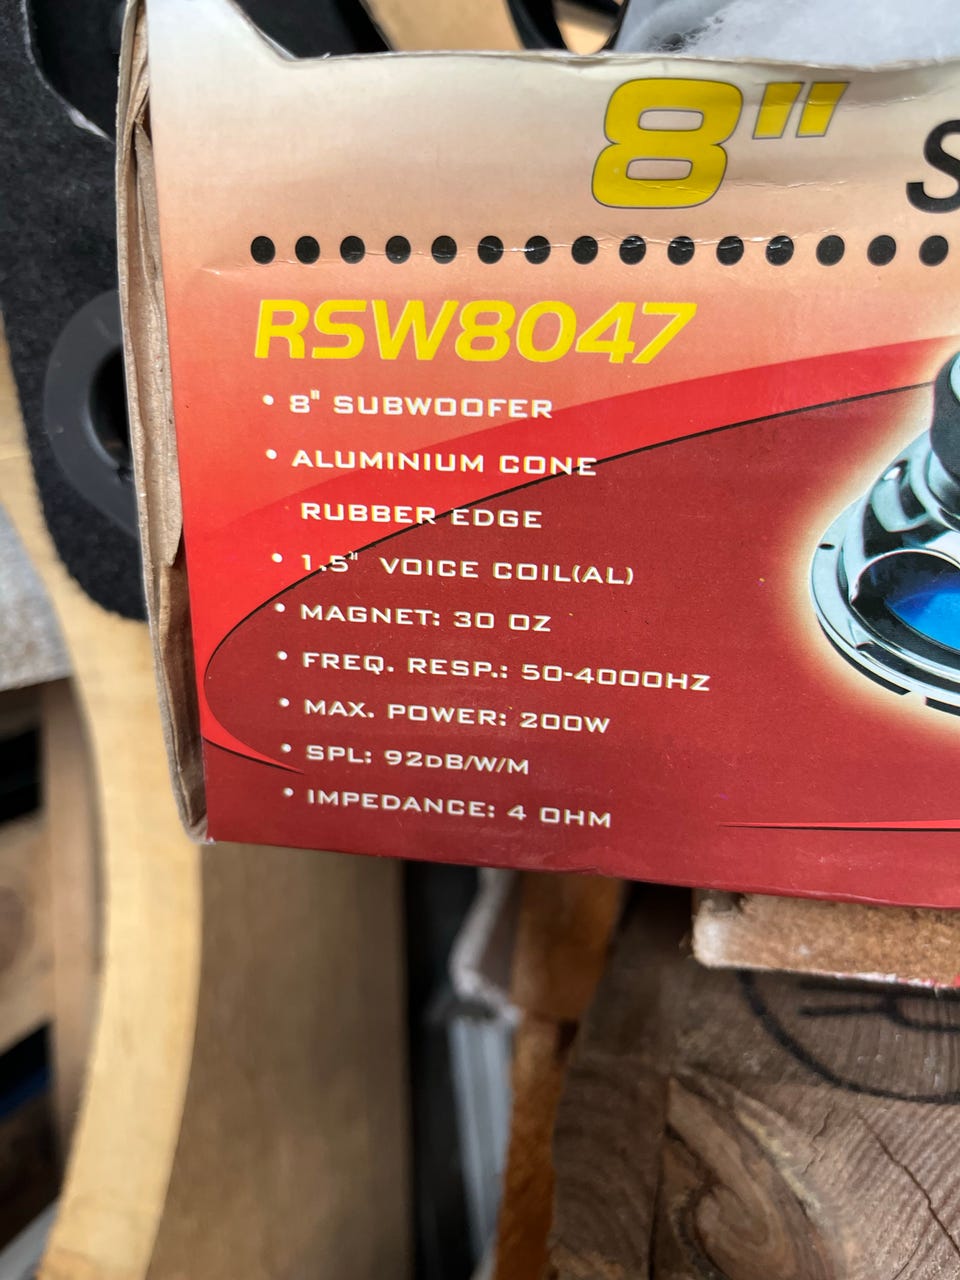 8" S
RSW8047
• 8" SUBWOOFER
• ALUMINIUM CONE
RUBBER EDGE
• 1.5" VOICE COIL(AL)
• MAGNET: 30 OZ
• FREQ. RESP.: 50-4000HZ
• MAX. POWER: 200W
• SPL: 92DB/W/M
• IMPEDANCE: 4 OHM